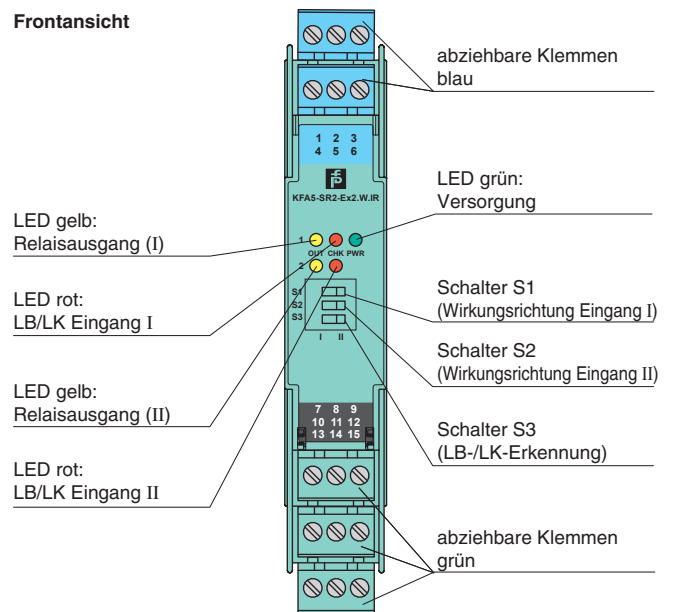 Frontansicht
abziehbare Klemmen
blau
1 2 3
4 5 6
KFA5-SR2-Ex2.W.IR
LED grün:
Versorgung
LED gelb:
Relaisausgang (I)
1
OUT CHK PWR
2
LED rot:
LB/LK Eingang I
S1
S2
S3
I II
Schalter S1
(Wirkungsrichtung Eingang I)
Schalter S2
(Wirkungsrichtung Eingang II)
LED gelb:
Relaisausgang (II)
7 8 9
10 11 12
13 14 15
Schalter S3
(LB-/LK-Erkennung)
LED rot:
LB/LK Eingang II
abziehbare Klemmen
grün